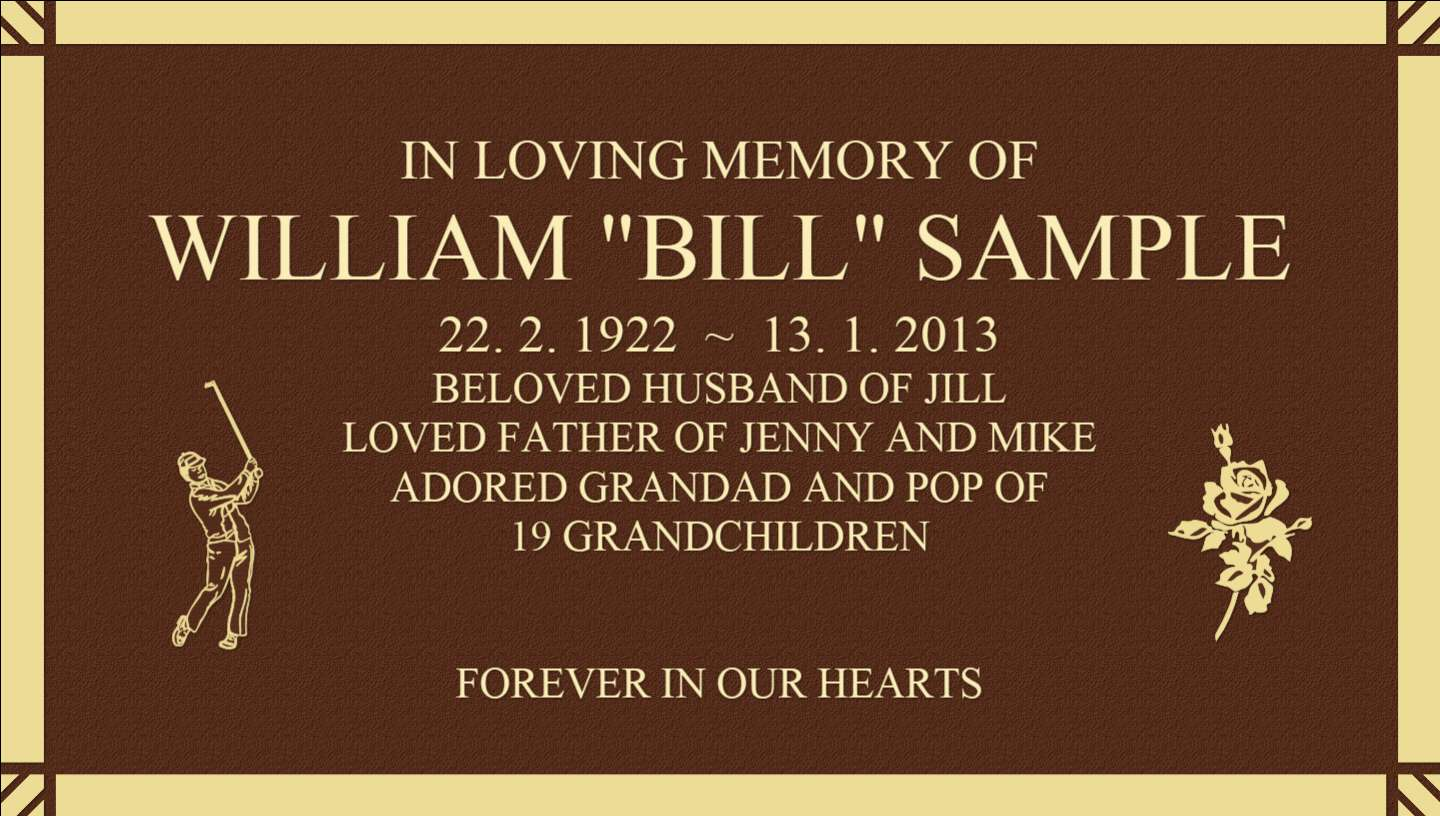 IN LOVING MEMORY OF
WILLIAM "BILL" SAMPLE
22. 2. 1922 ~ 13. 1. 2013
BELOVED HUSBAND OF JILL
LOVED FATHER OF JENNY AND MIKE
ADORED GRANDAD AND POP OF
19 GRANDCHILDREN
FOREVER IN OUR HEARTS